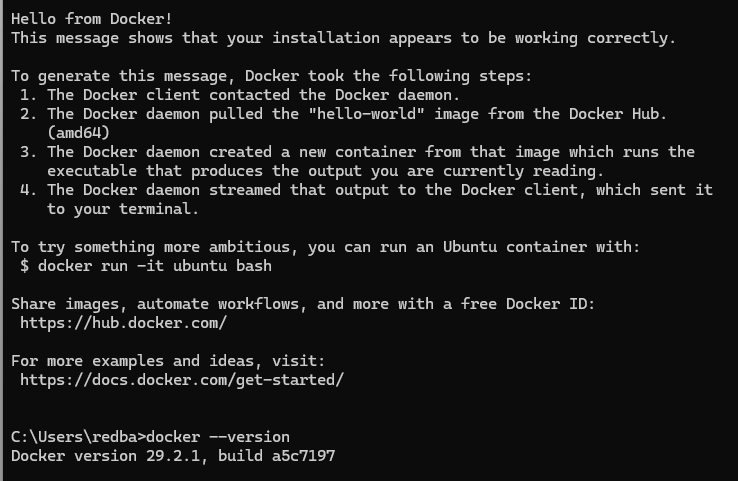 Hello from Docker!
This message shows that your installation appears to be working correctly.
To generate this message, Docker took the following steps:
1. The Docker client contacted the Docker daemon.
2. The Docker daemon pulled the "hello-world" image from the Docker Hub.
(amd64)
3. The Docker daemon created a new container from that image which runs the
executable that produces the output you are currently reading.
4. The Docker daemon streamed that output to the Docker client, which sent it
to your terminal.
To try something more ambitious, you can run an Ubuntu container with:
$ docker run -it ubuntu bash
Share images, automate workflows, and more with a free Docker ID:
https://hub.docker.com/
For more examples and ideas, visit:
https://docs.docker.com/get-started/
C:\Users\redba>docker --version
Docker version 29.2.1, build a5c7197